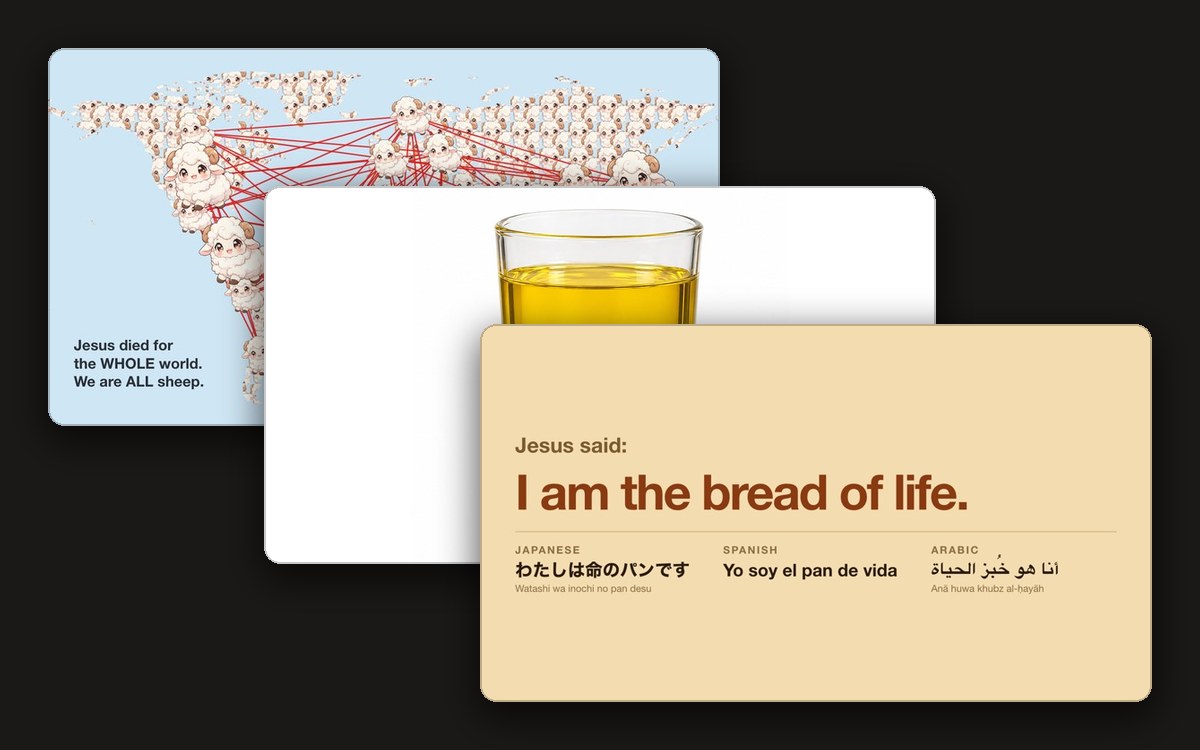 Jesus died for
the WHOLE world.
We are ALL sheep.
Jesus said:
I am the bread of life.
JAPANESE
わたしは命のパンです
Watashi wa inochi no pan desu
SPANISH
Yo soy el pan de vida
ARABIC
أنا هو خُبز الحياة
Anā huwa khubz al-ḥayāh